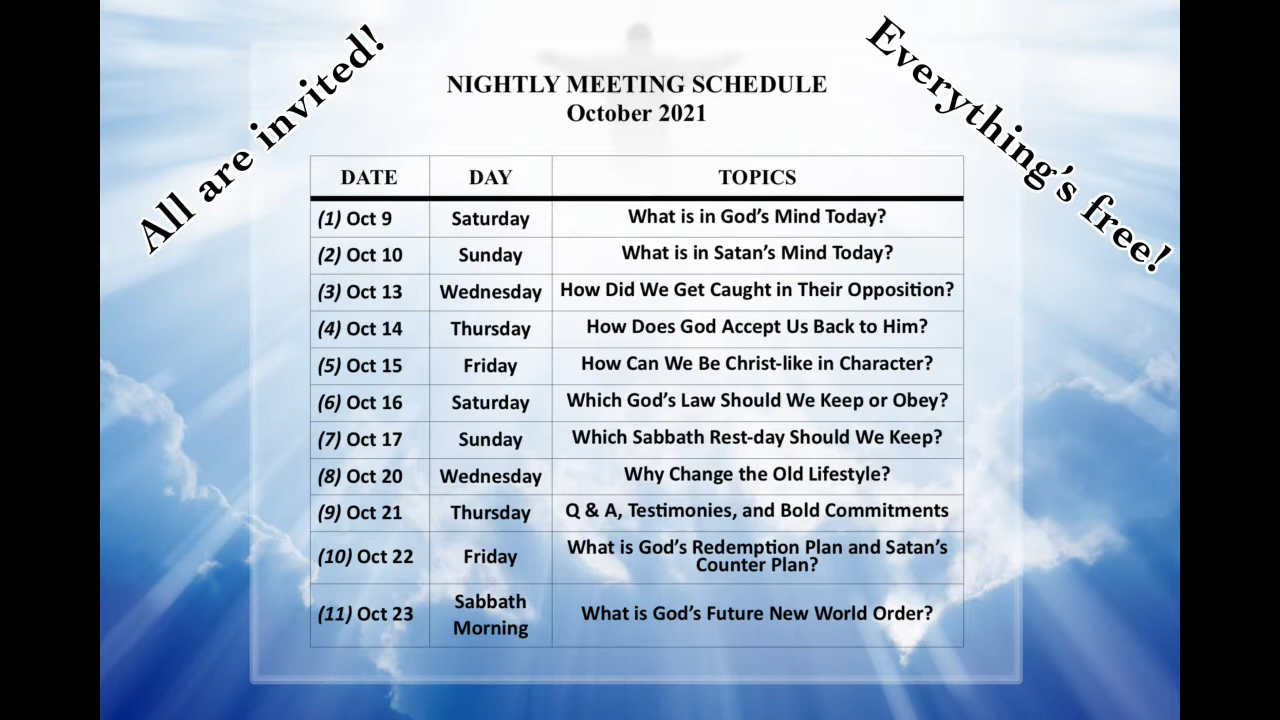 All are invited!
Everything's free!
NIGHTLY MEETING SCHEDULE
October 2021
DATE DAY TOPICS
(1) Oct 9 Saturday What is in God's Mind Today?
(2) Oct 10 Sunday What is in Satan's Mind Today?
(3) Oct 13 Wednesday How Did We Get Caught in Their Opposition?
(4) Oct 14 Thursday How Does God Accept Us Back to Him?
(5) Oct 15 Friday How Can We Be Christ-like in Character?
(6) Oct 16 Saturday Which God's Law Should We Keep or Obey?
(7) Oct 17 Sunday Which Sabbath Rest-day Should We Keep?
(8) Oct 20 Wednesday Why Change the Old Lifestyle?
(9) Oct 21 Thursday Q & A, Testimonies, and Bold Commitments
(10) Oct 22 Friday What is God's Redemption Plan and Satan's
Counter Plan?
(11) Oct 23 Sabbath
Morning What is God's Future New World Order?